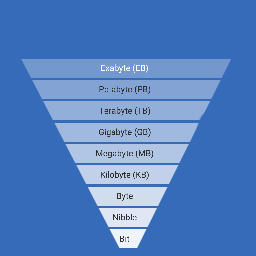 Exabyte (EB)
Petabyte (PB)
Terabyte (TB)
Gigabyte (GB)
Megabyte (MB)
Kilobyte (KB)
Byte
Nibble
Bit